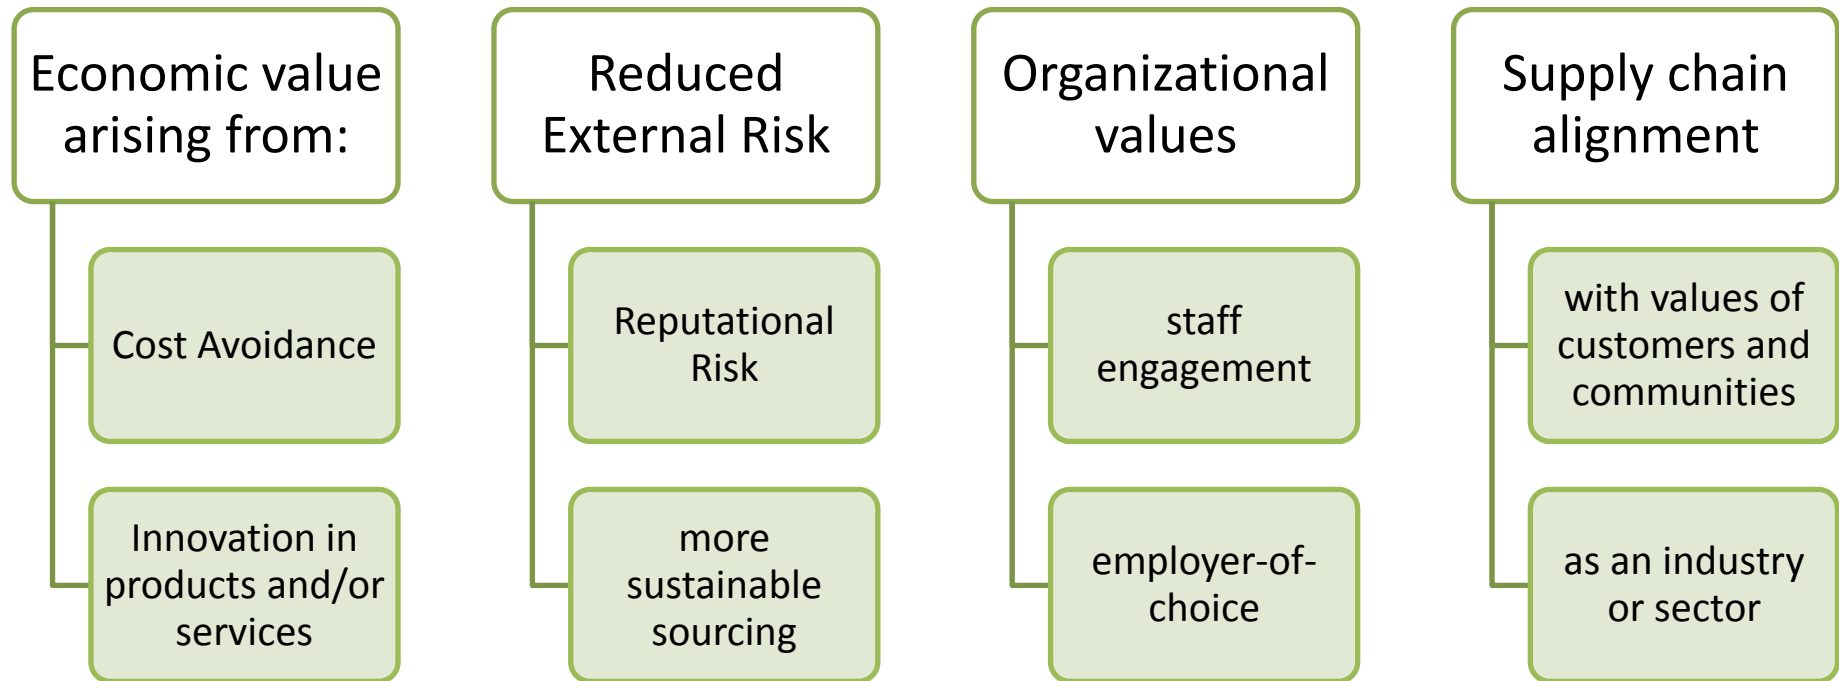 Economic value
arising from:
Cost Avoidance
Innovation in
products and/or
services
Reduced
External Risk
Reputational
Risk
more
sustainable
sourcing
Organizational
values
staff
engagement
employer-of-
choice
Supply chain
alignment
with values of
customers and
communities
as an industry
or sector